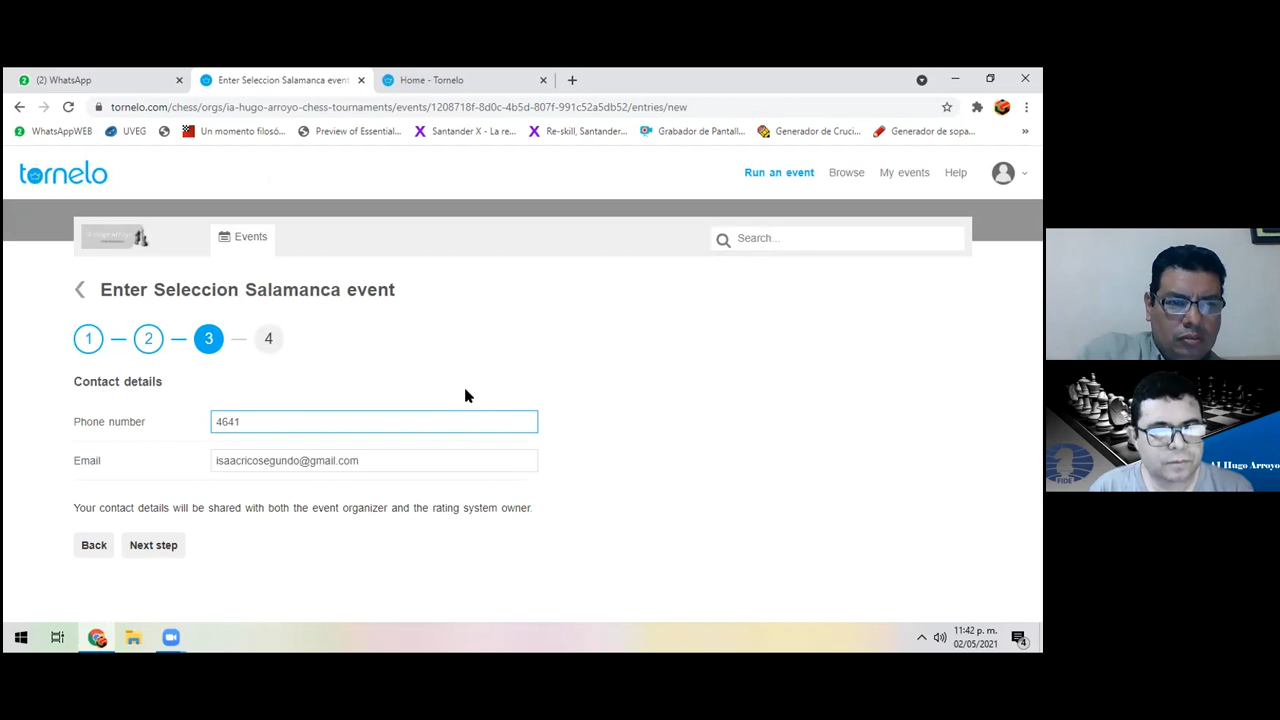 (2) WhatsApp
Enter Seleccion Salamanca event
Home - Tornelo
tornelo.com/chess/orgs/ia-hugo-arroyo-chess-tournaments/events/1208718f-8d0c-4b5d-807f-991c52a5db52/entries/new
WhatsAppWEB
UVEG
Un momento filosó...
Preview of Essential...
Santander X - La re...
Re-skill, Santander...
Grabador de Pantall...
Generador de Cruci...
Generador de sopa...
»
tornelo
Run an event
Browse
My events
Help
Events
Search...
Enter Seleccion Salamanca event
1
2
3
4
Contact details
Phone number
4641
Email
isaacricosegundo@gmail.com
Your contact details will be shared with both the event organizer and the rating system owner.
Back
Next step
11:42 p. m.
02/05/2021
4
FIDE
AI Hugo Arroyo